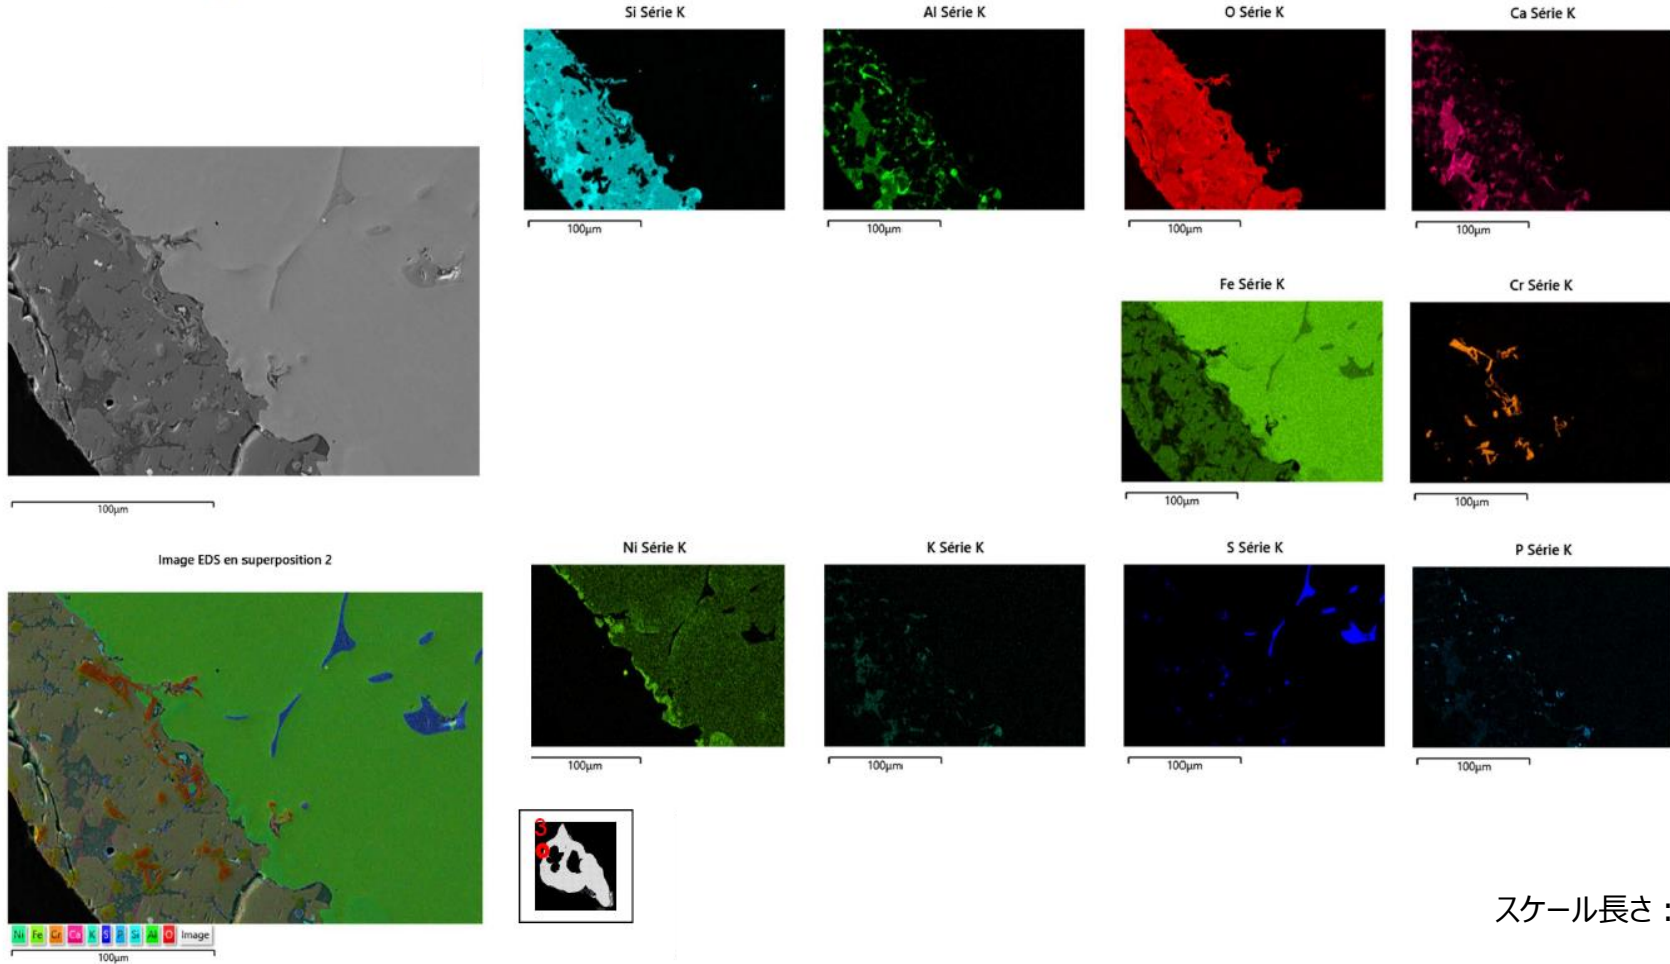 Si Série K
Al Série K
O Série K
Ca Série K
100µm
100µm
100µm
100µm
100µm
Fe Série K
Cr Série K
100µm
100µm
Image EDS en superposition 2
Ni Série K
K Série K
S Série K
P Série K
100µm
100µm
100µm
100µm
3
Ni Fe Cr Ca K S P Si Al O Image
100µm
スケール長さ：